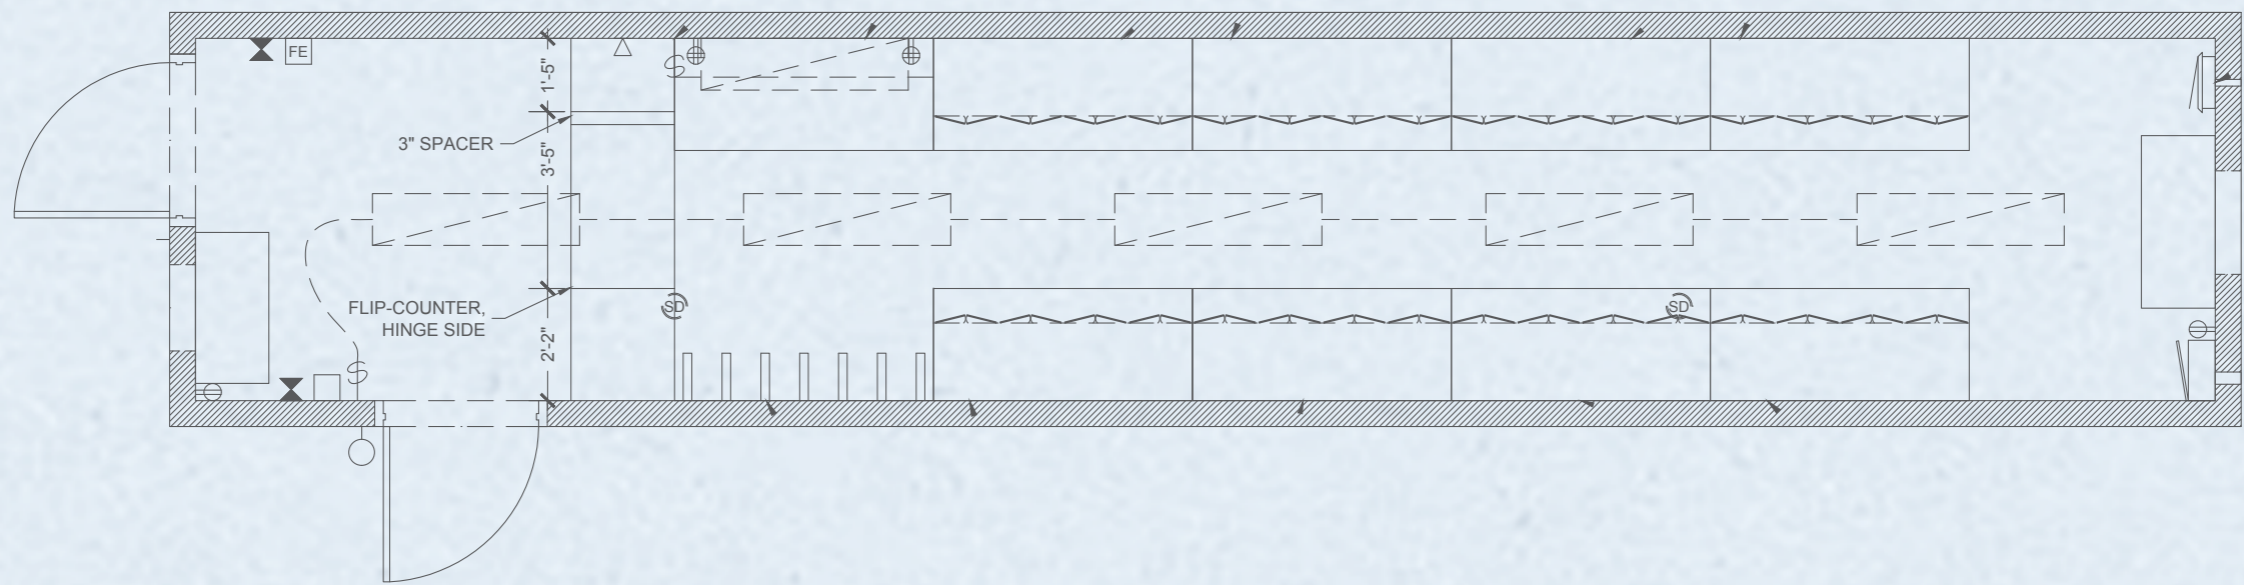 FE
S
1'-5"
3" SPACER
3'-5"
FLIP-COUNTER,
HINGE SIDE
SD
SD
2'-2"
S